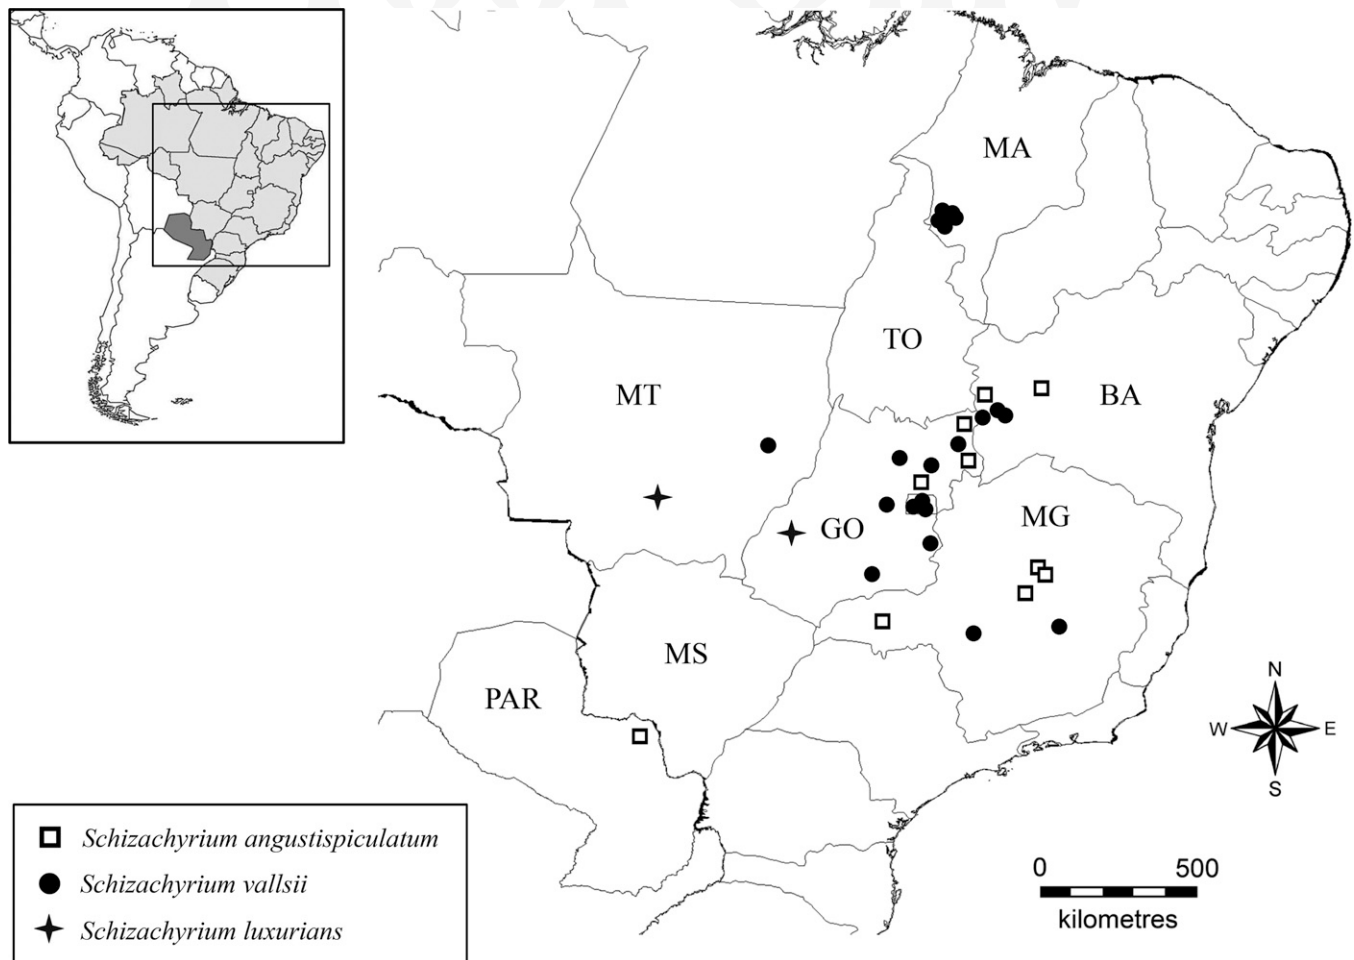 MA
TO
MT
BA
GO
MG
MS
PAR
N
W
E
S
Schizachyrium angustispiculatum
Schizachyrium vallsii
Schizachyrium luxurians
0
500
kilometres